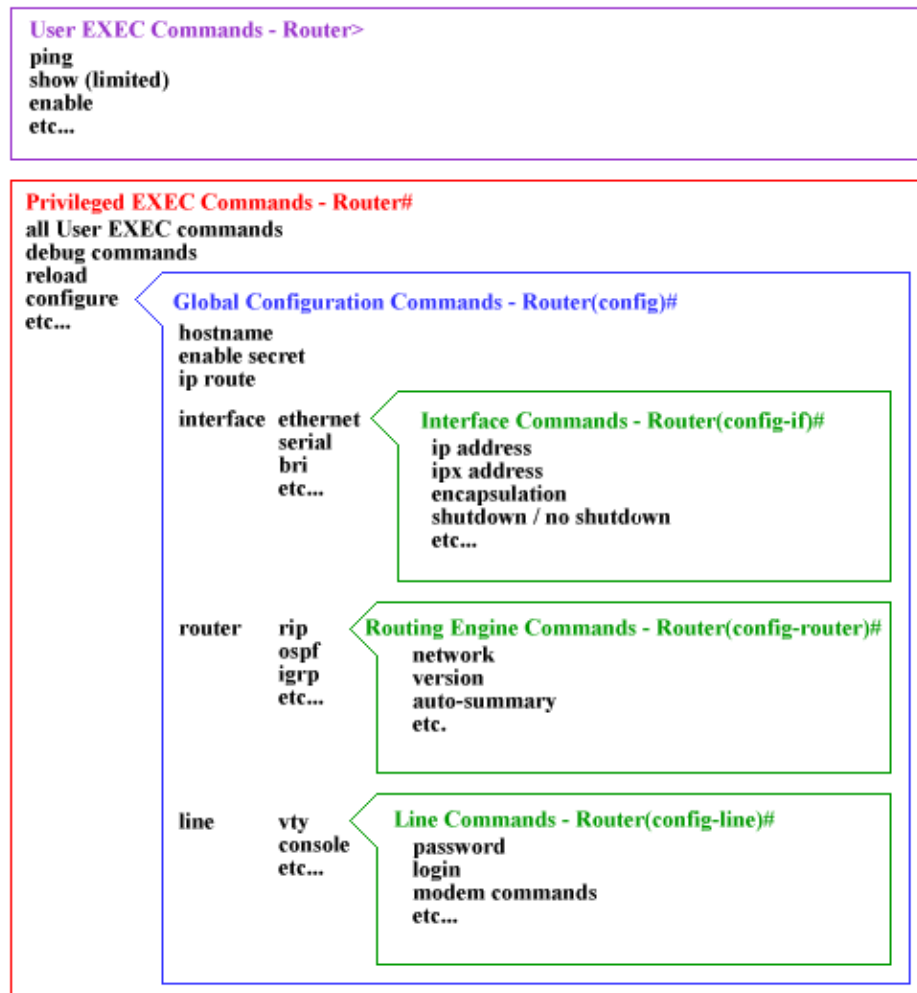 User EXEC Commands - Router>
ping
show (limited)
enable
etc...
Privileged EXEC Commands - Router#
all User EXEC commands
debug commands
reload
configure
etc...
Global Configuration Commands - Router(config)#
hostname
enable secret
ip route
interface ethernet
serial
bri
etc...
Interface Commands - Router(config-if)#
ip address
ipx address
encapsulation
shutdown / no shutdown
etc...
router rip
ospf
igrp
etc...
Routing Engine Commands - Router(config-router)#
network
version
auto-summary
etc.
line vty
console
etc...
Line Commands - Router(config-line)#
password
login
modem commands
etc...